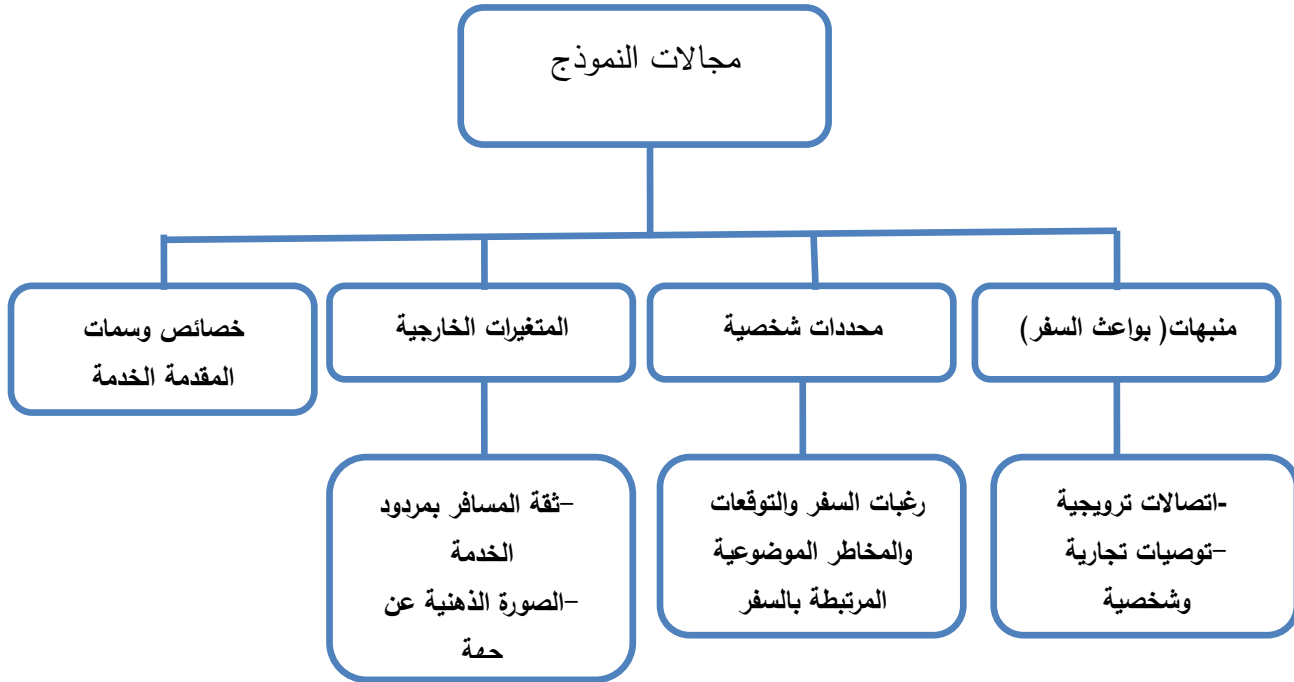 مجالات النموذج
منبهات( بواعث السفر)
محددات شخصية
المتغيرات الخارجية
خصائص وسمات
المقدمة الخدمة
-اتصالات ترويجية
-توصيات تجارية
وشخصية
رغبات السفر والتوقعات
والمخاطر الموضوعية
المرتبطة بالسفر
-ثقة المسافر بمردود
الخدمة
-الصورة الذهنية عن
جهة